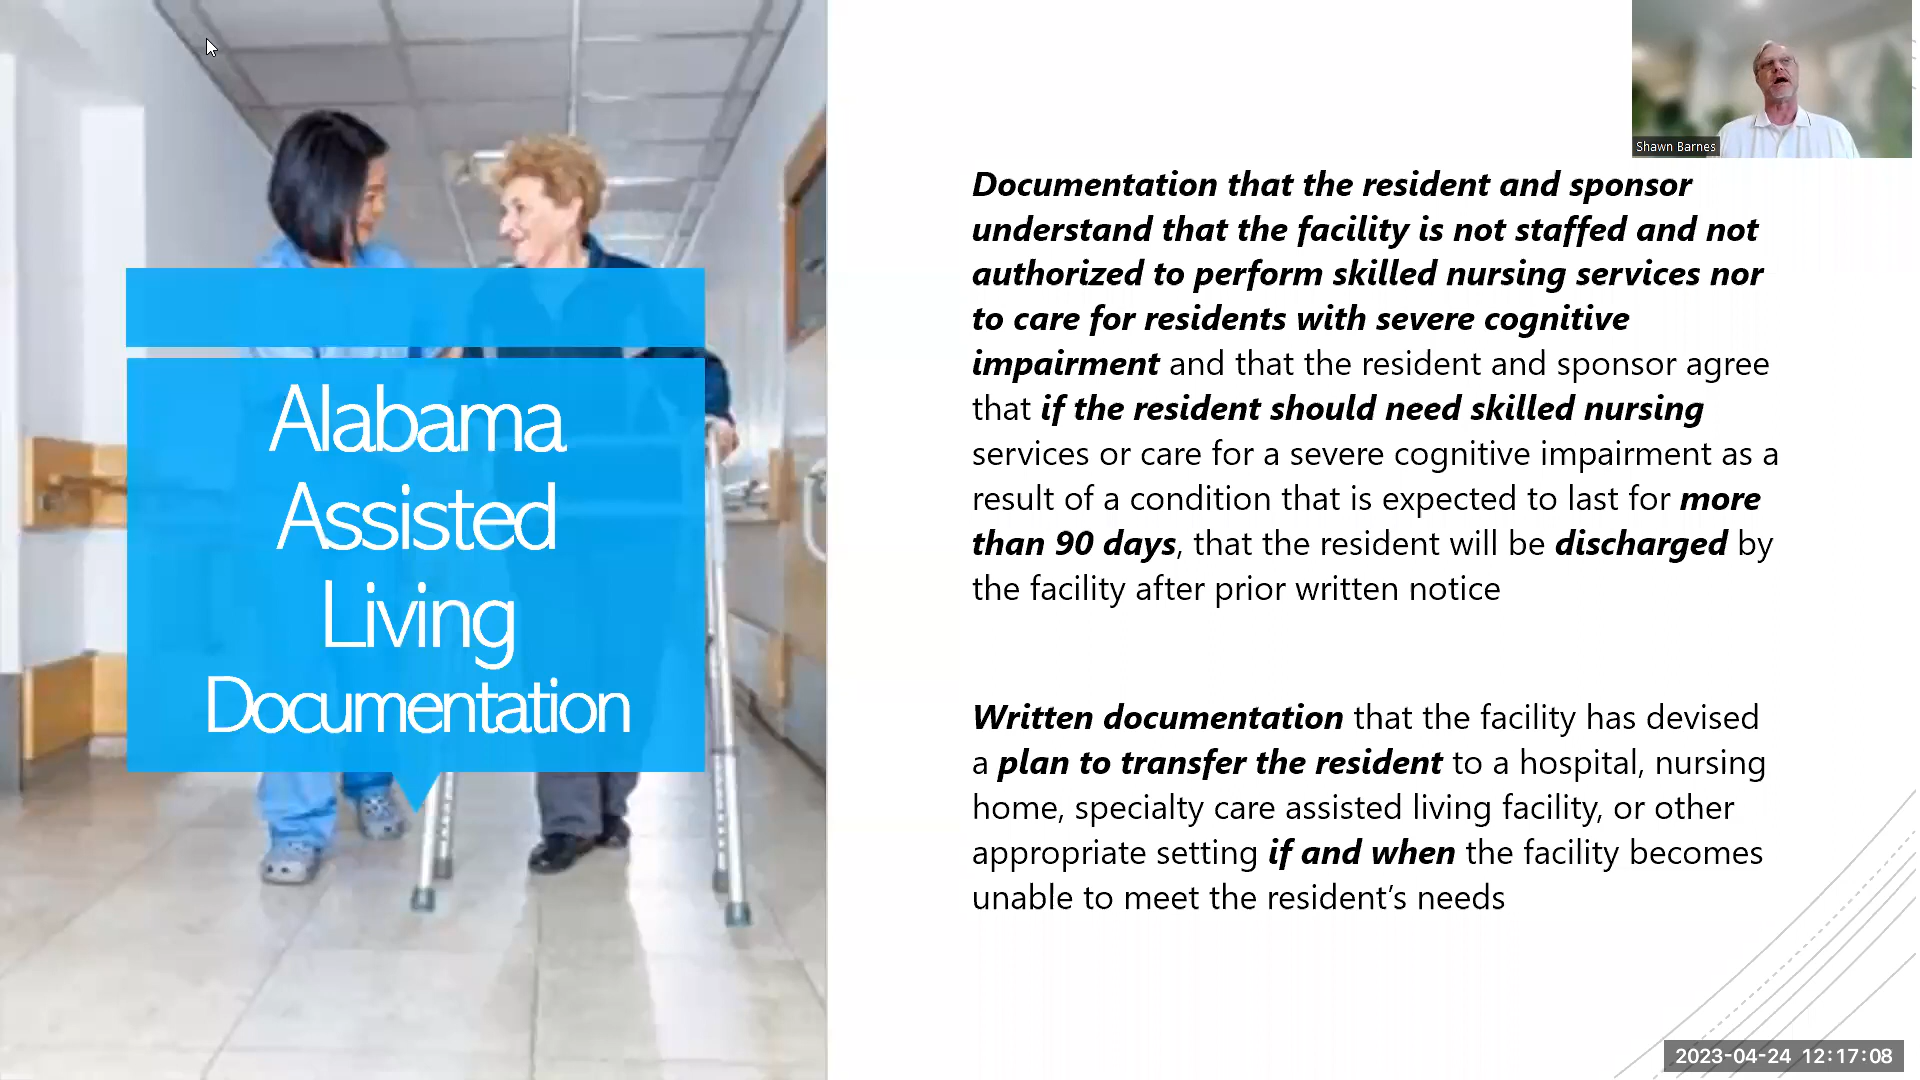 Shawn Barnes
Alabama
Assisted
Living
Documentation
Documentation that the resident and sponsor
understand that the facility is not staffed and not
authorized to perform skilled nursing services nor
to care for residents with severe cognitive
impairment and that the resident and sponsor agree
that if the resident should need skilled nursing
services or care for a severe cognitive impairment as a
result of a condition that is expected to last for more
than 90 days, that the resident will be discharged by
the facility after prior written notice
Written documentation that the facility has devised
a plan to transfer the resident to a hospital, nursing
home, specialty care assisted living facility, or other
appropriate setting if and when the facility becomes
unable to meet the resident’s needs
2023-04-24 12:17:08